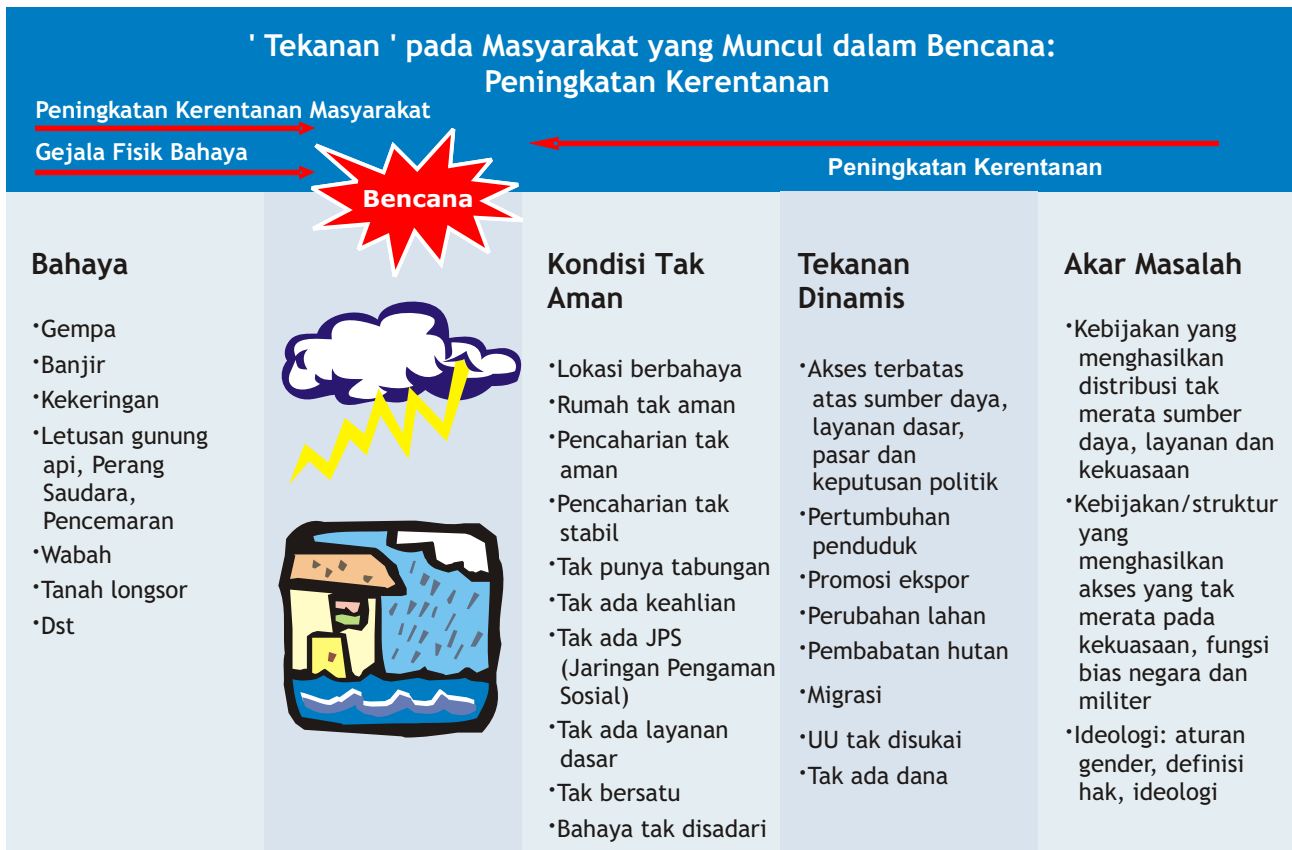 ' Tekanan ' pada Masyarakat yang Muncul dalam Bencana:
Peningkatan Kerentanan
Peningkatan Kerentanan Masyarakat
Gejala Fisik Bahaya
Bencana
Peningkatan Kerentanan
Bahaya
·Gempa
·Banjir
·Kekeringan
·Letusan gunung
api, Perang
Saudara,
Pencemaran
·Wabah
·Tanah longsor
·Dst
Kondisi Tak
Aman
·Lokasi berbahaya
·Rumah tak aman
·Pencaharian tak
aman
·Pencaharian tak
stabil
·Tak punya tabungan
·Tak ada keahlian
·Tak ada JPS
(Jaringan Pengaman
Sosial)
·Tak ada layanan
dasar
·Tak bersatu
·Bahaya tak disadari
Tekanan
Dinamis
·Akses terbatas
atas sumber daya,
layanan dasar,
pasar dan
keputusan politik
·Pertumbuhan
penduduk
·Promosi ekspor
·Perubahan lahan
·Pembabatan hutan
·Migrasi
·UU tak disukai
·Tak ada dana
Akar Masalah
·Kebijakan yang
menghasilkan
distribusi tak
merata sumber
daya, layanan dan
kekuasaan
·Kebijakan/struktur
yang
menghasilkan
akses yang tak
merata pada
kekuasaan, fungsi
bias negara dan
militer
·Ideologi: aturan
gender, definisi
hak, ideologi